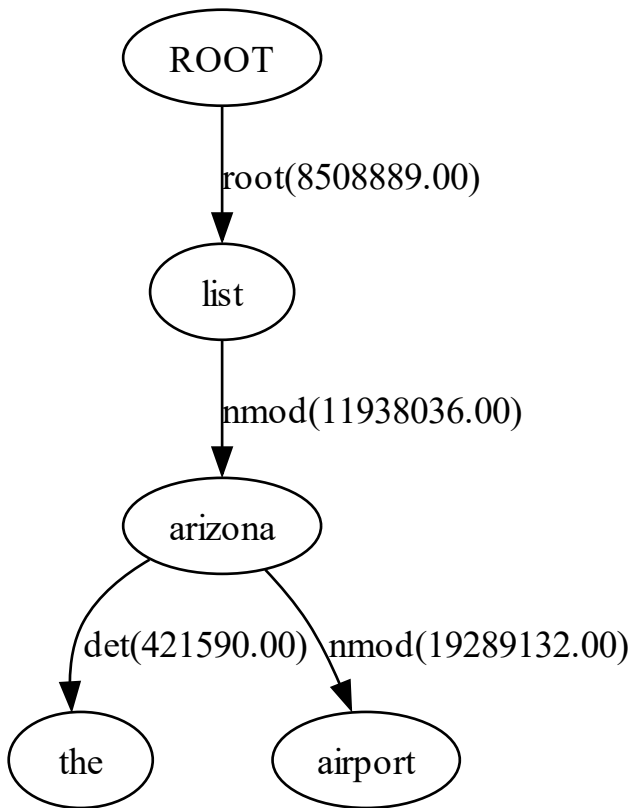 ROOT
root(8508889.00)
list
nmod(11938036.00)
arizona
det(421590.00) nmod(19289132.00)
the airport